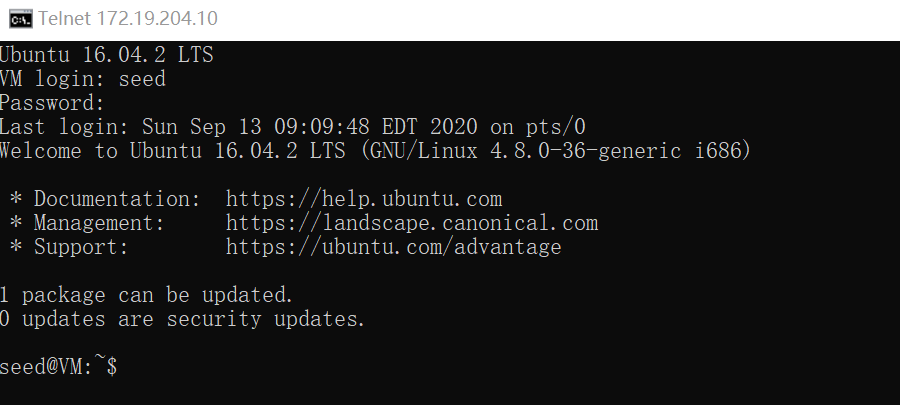 Telnet 172.19.204.10
Ubuntu 16.04.2 LTS
VM login: seed
Password:
Last login: Sun Sep 13 09:09:48 EDT 2020 on pts/0
Welcome to Ubuntu 16.04.2 LTS (GNU/Linux 4.8.0-36-generic i686)
* Documentation:  https://help.ubuntu.com
* Management:     https://landscape.canonical.com
* Support:        https://ubuntu.com/advantage
1 package can be updated.
0 updates are security updates.
seed@VM:~$